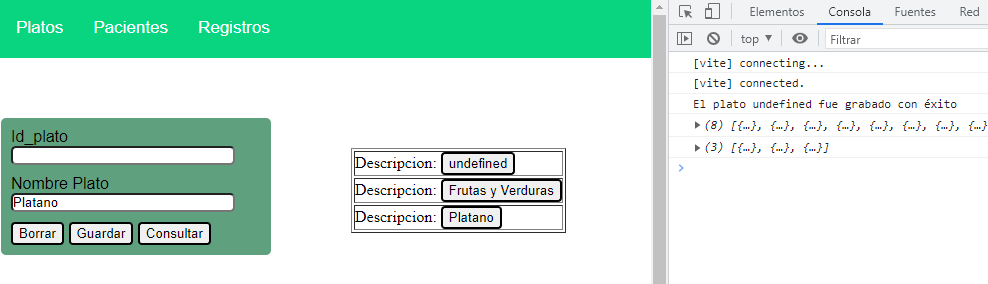 Platos Pacientes Registros
Id_plato
Nombre Plato
Platano
Borrar Guardar Consultar
Descripcion: undefined
Descripcion: Frutas y Verduras
Descripcion: Platano
Elementos Consola Fuentes Red
top ▼ Filtrar
[vite] connecting...
[vite] connected.
El plato undefined fue grabado con éxito
▶ (8) [{…}, {…}, {…}, {…}, {…}, {…}, {…}, {…
▶ (3) [{…}, {…}, {…}]
>